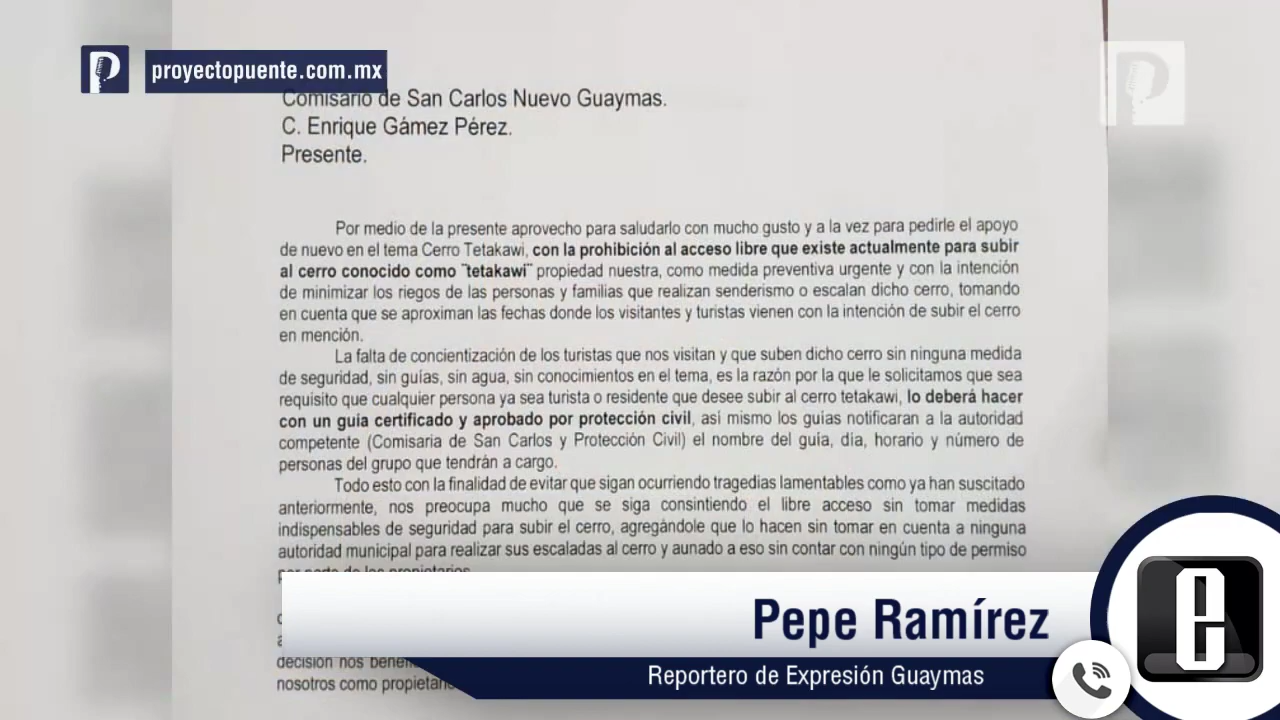 proyectopuente.com.mx
Comisario de San Carlos Nuevo Guaymas.
C. Enrique Gámez Pérez.
Presente.
Por medio de la presente aprovecho para saludarlo con mucho gusto y a la vez para pedirle el apoyo
de nuevo en el tema Cerro Tetakawi, con la prohibición al acceso libre que existe actualmente para subir
al cerro conocido como ¨tetakawi¨ propiedad nuestra, como medida preventiva urgente y con la intención
de minimizar los riegos de las personas y familias que realizan senderismo o escalan dicho cerro, tomando
en cuenta que se aproximan las fechas donde los visitantes y turistas vienen con la intención de subir el cerro
en mención.
La falta de concientización de los turistas que nos visitan y que suben dicho cerro sin ninguna medida
de seguridad, sin guías, sin agua, sin conocimientos en el tema, es la razón por la que le solicitamos que sea
requisito que cualquier persona ya sea turista o residente que desee subir al cerro tetakawi, lo deberá hacer
con un guía certificado y aprobado por protección civil, así mismo los guías notificaran a la autoridad
competente (Comisaria de San Carlos y Protección Civil) el nombre del guía, día, horario y número de
personas del grupo que tendrán a cargo.
Todo esto con la finalidad de evitar que sigan ocurriendo tragedias lamentables como ya han suscitado
anteriormente, nos preocupa mucho que se siga consintiendo el libre acceso sin tomar medidas
indispensables de seguridad para subir el cerro, agregándole que lo hacen sin tomar en cuenta a ninguna
autoridad municipal para realizar sus escaladas al cerro y aunado a eso sin contar con ningún tipo de permiso
por parte de los propietarios
decisión nos
nosotros como
Pepe Ramírez
Reportero de Expresión Guaymas
e